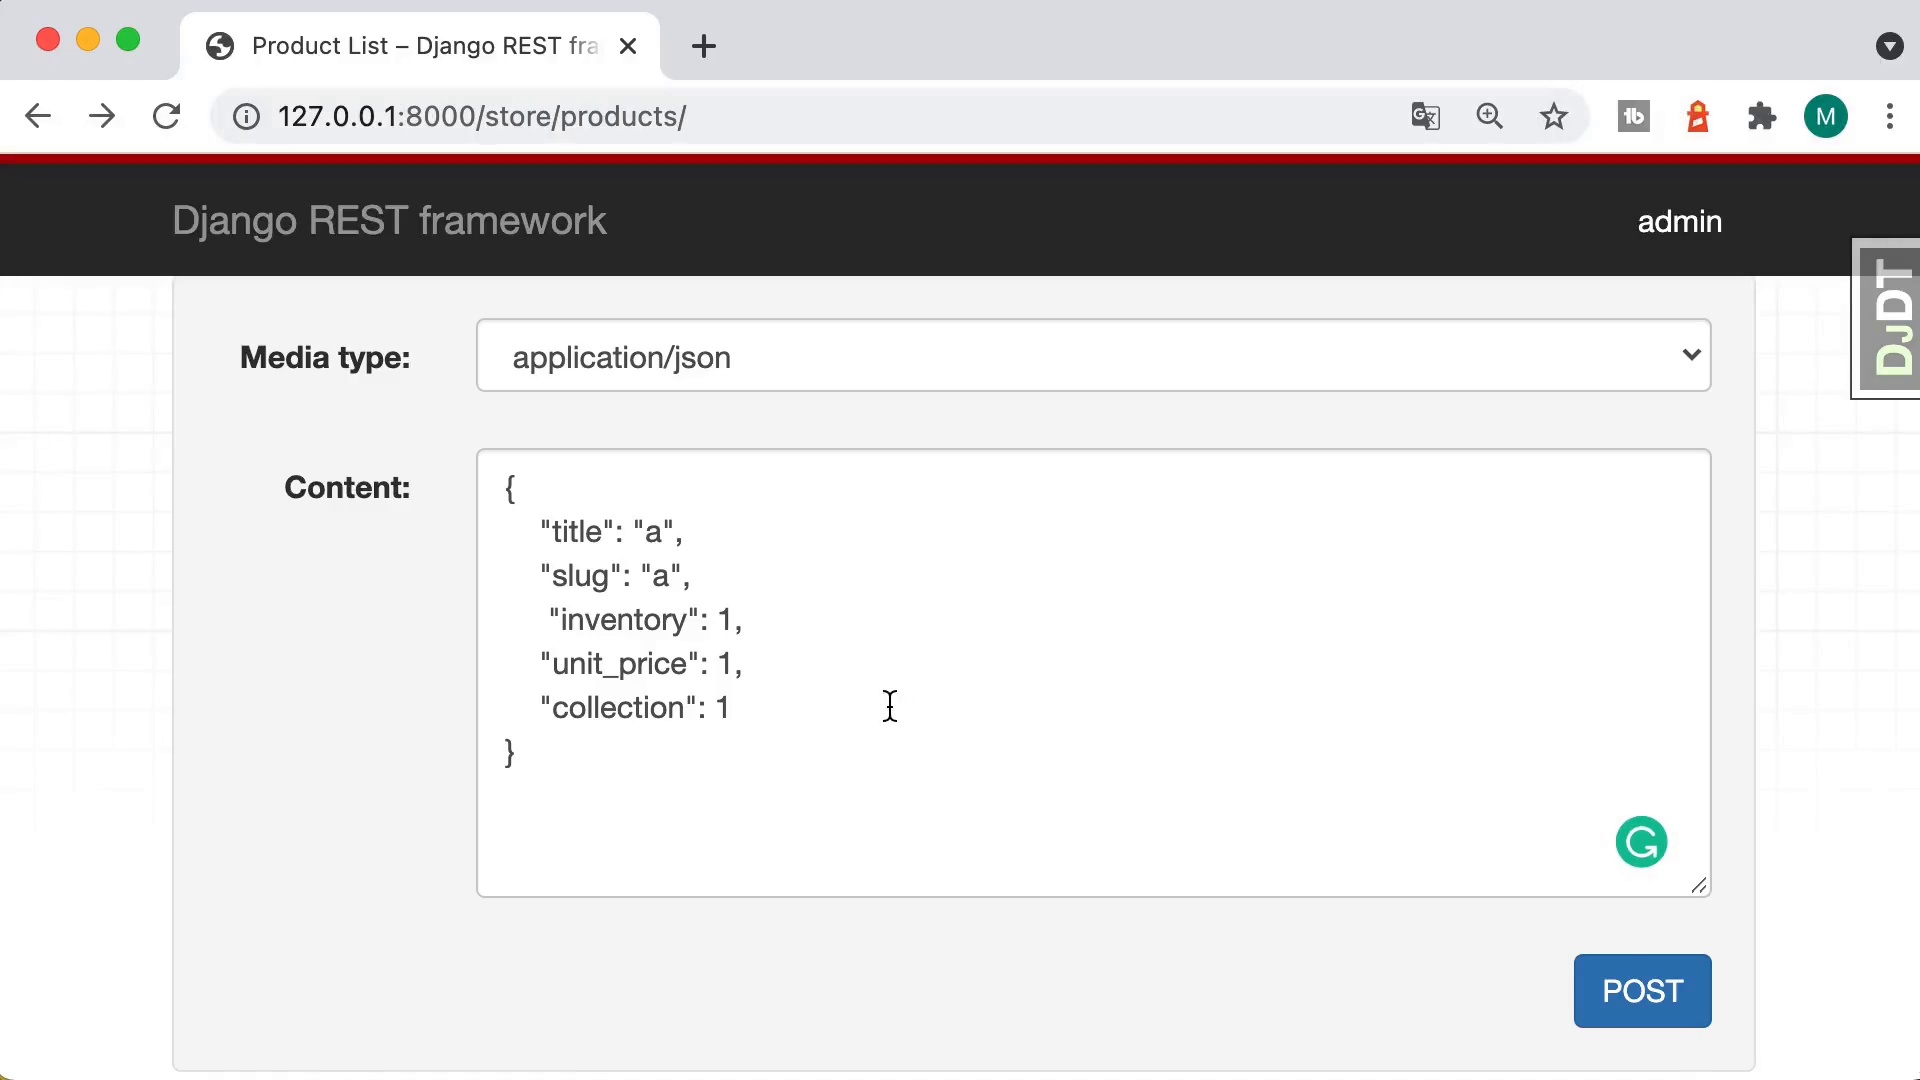 Product List – Django REST fra
127.0.0.1:8000/store/products/
M
Django REST framework
admin
DJDT
Media type:
application/json
Content:
{
"title": "a",
"slug": "a",
"inventory": 1,
"unit_price": 1,
"collection": 1
}
POST